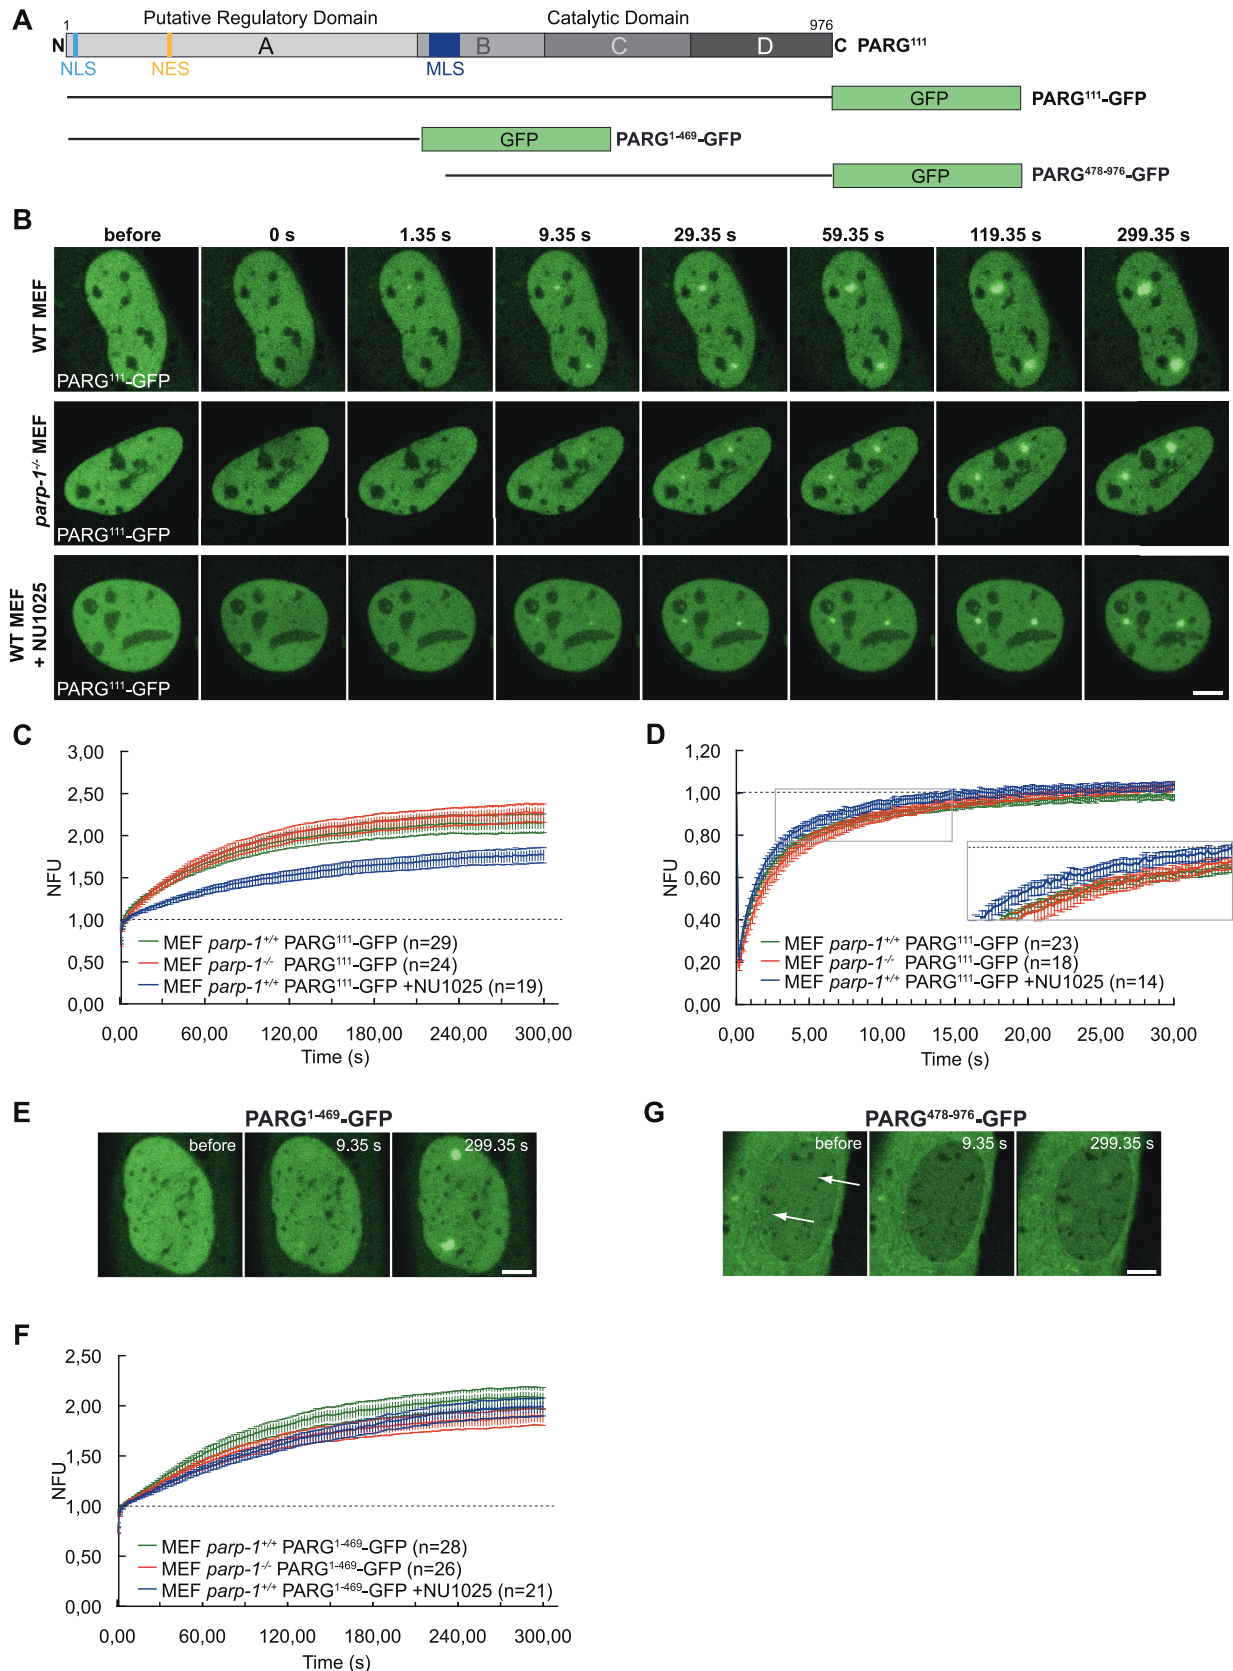 A
1 Putative Regulatory Domain Catalytic Domain 976
N A B C D C PARG¹¹¹
NLS NES MLS
GFP PARG¹¹¹-GFP
GFP PARG¹⁻⁴⁶⁹-GFP
GFP PARG⁴⁷⁸⁻⁹⁷⁶-GFP
B
before 0 s 1.35 s 9.35 s 29.35 s 59.35 s 119.35 s 299.35 s
WT MEF
PARG¹¹¹-GFP
parp-1⁻/⁻ MEF
PARG¹¹¹-GFP
WT MEF
+ NU1025
PARG¹¹¹-GFP
C
3,00
2,50
2,00
1,50
1,00
0,50
0,00
NFU
MEF parp-1⁺/⁺ PARG¹¹¹-GFP (n=29)
MEF parp-1⁻/⁻ PARG¹¹¹-GFP (n=24)
MEF parp-1⁺/⁺ PARG¹¹¹-GFP +NU1025 (n=19)
0,00 60,00 120,00 180,00 240,00 300,00
Time (s)
D
1,20
1,00
0,80
0,60
0,40
0,20
0,00
NFU
MEF parp-1⁺/⁺ PARG¹¹¹-GFP (n=23)
MEF parp-1⁻/⁻ PARG¹¹¹-GFP (n=18)
MEF parp-1⁺/⁺ PARG¹¹¹-GFP +NU1025 (n=14)
0,00 5,00 10,00 15,00 20,00 25,00 30,00
Time (s)
E
PARG¹⁻⁴⁶⁹-GFP
before 9.35 s 299.35 s
G
PARG⁴⁷⁸⁻⁹⁷⁶-GFP
before 9.35 s 299.35 s
F
2,50
2,00
1,50
1,00
0,50
0,00
NFU
MEF parp-1⁺/⁺ PARG¹⁻⁴⁶⁹-GFP (n=28)
MEF parp-1⁻/⁻ PARG¹⁻⁴⁶⁹-GFP (n=26)
MEF parp-1⁺/⁺ PARG¹⁻⁴⁶⁹-GFP +NU1025 (n=21)
0,00 60,00 120,00 180,00 240,00 300,00
Time (s)